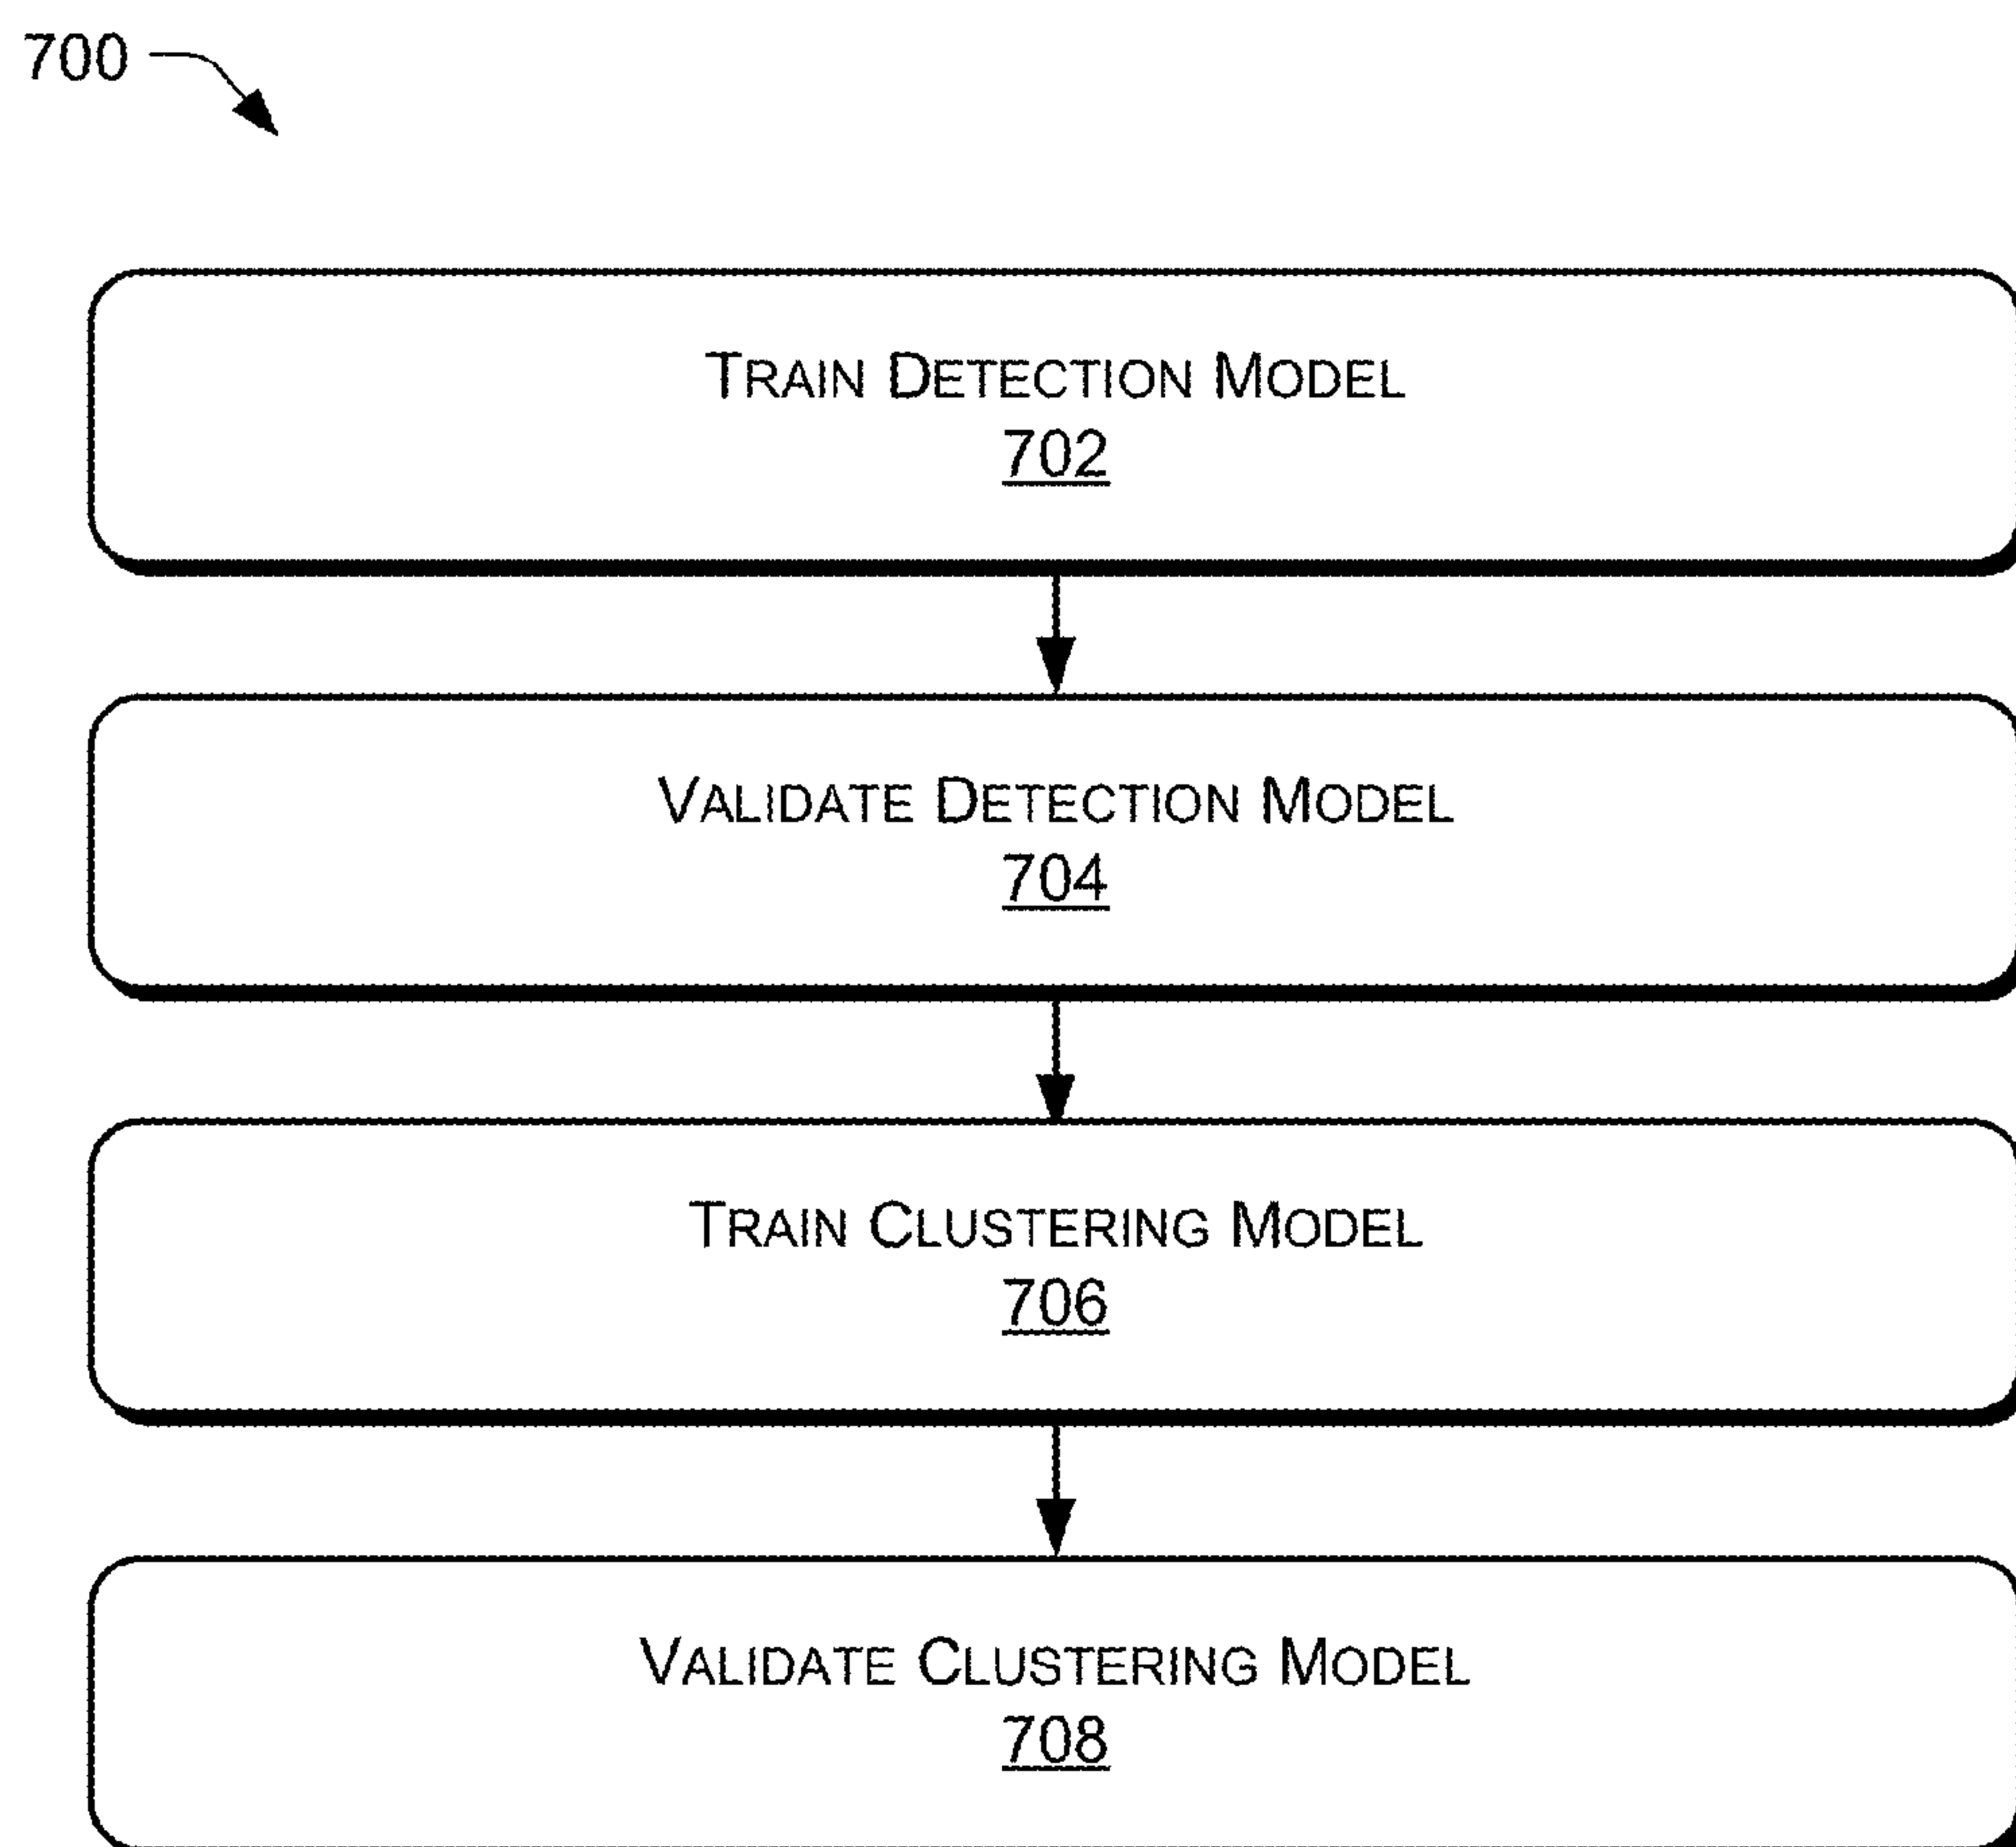 700
TRAIN DETECTION MODEL
702
VALIDATE DETECTION MODEL
704
TRAIN CLUSTERING MODEL
706
VALIDATE CLUSTERING MODEL
708